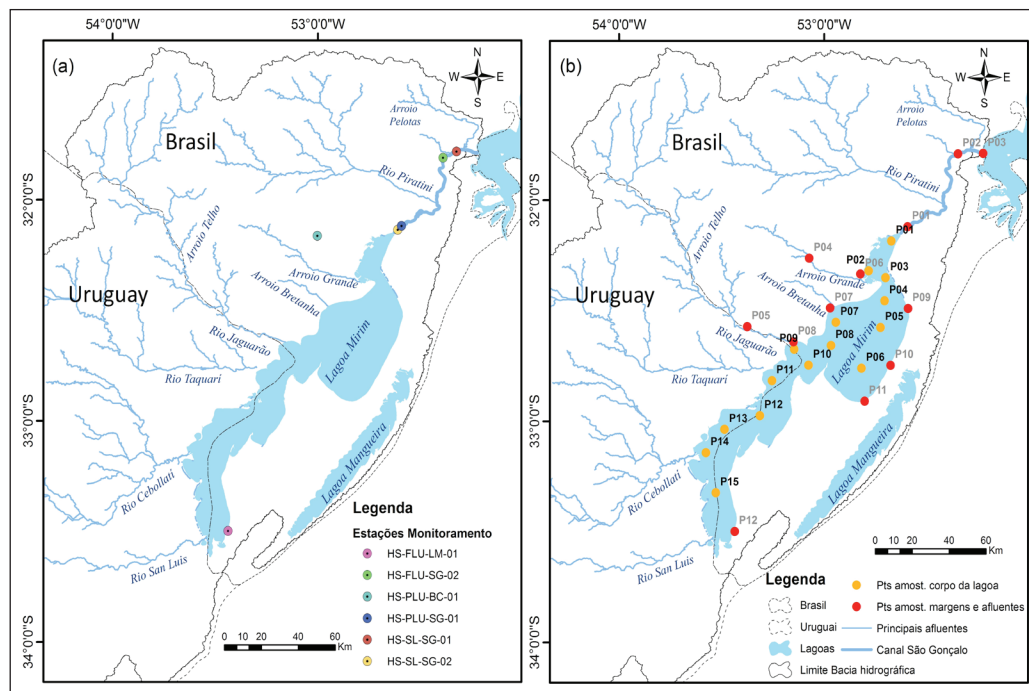 54°0'0"W
53°0'0"W
(a)
N
W
E
S
Arroio
Pelotas
Brasil
Rio Piratini
32°0'0"S
Arroio Telho
Arroio Grande
Arroio Bretanha
Uruguay
Rio Jaguarão
Lagoa Mirim
Rio Taquari
33°0'0"S
Rio Cebollati
Lagoa Mangueira
Rio San Luis
34°0'0"S
Legenda
Estações Monitoramento
HS-FLU-LM-01
HS-FLU-SG-02
HS-PLU-BC-01
HS-PLU-SG-01
HS-SL-SG-01
HS-SL-SG-02
0 20 40 60
Km
54°0'0"W
53°0'0"W
(b)
N
W
E
S
Arroio
Pelotas
Brasil
P02
P03
Rio Piratini
32°0'0"S
Arroio Telho
P01
P01
P04
P02
P06
P03
Arroio Grande
P04
Arroio Bretanha
Uruguay
P07
P07
P09
P05
P05
P08
Rio Jaguarão
P09
P08
Lagoa Mirim
P10
P06
P10
Rio Taquari
P11
P11
P12
33°0'0"S
P13
P14
Rio Cebollati
Lagoa Mangueira
P15
P12
Rio San Luis
34°0'0"S
0 20 40 60
Km
Legenda
Brasil
Uruguai
Lagoas
Limite Bacia hidrográfica
Pts amost. corpo da lagoa
Pts amost. margens e afluentes
Principais afluentes
Canal São Gonçalo